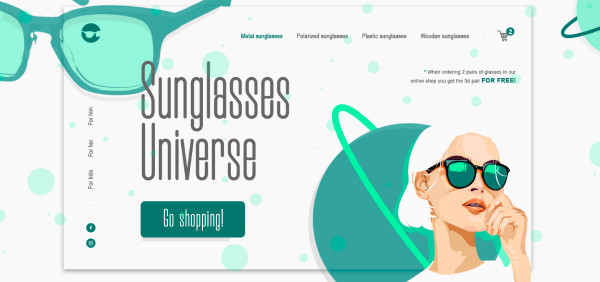 Metal sunglasses
Polarized sunglasses
Plastic sunglasses
Wooden sunglasses
2
* When ordering 2 pairs of glasses in our
online shop you get the 3d pair FOR FREE!
Sunglasses
Universe
Go shopping!
For him
For her
For kids